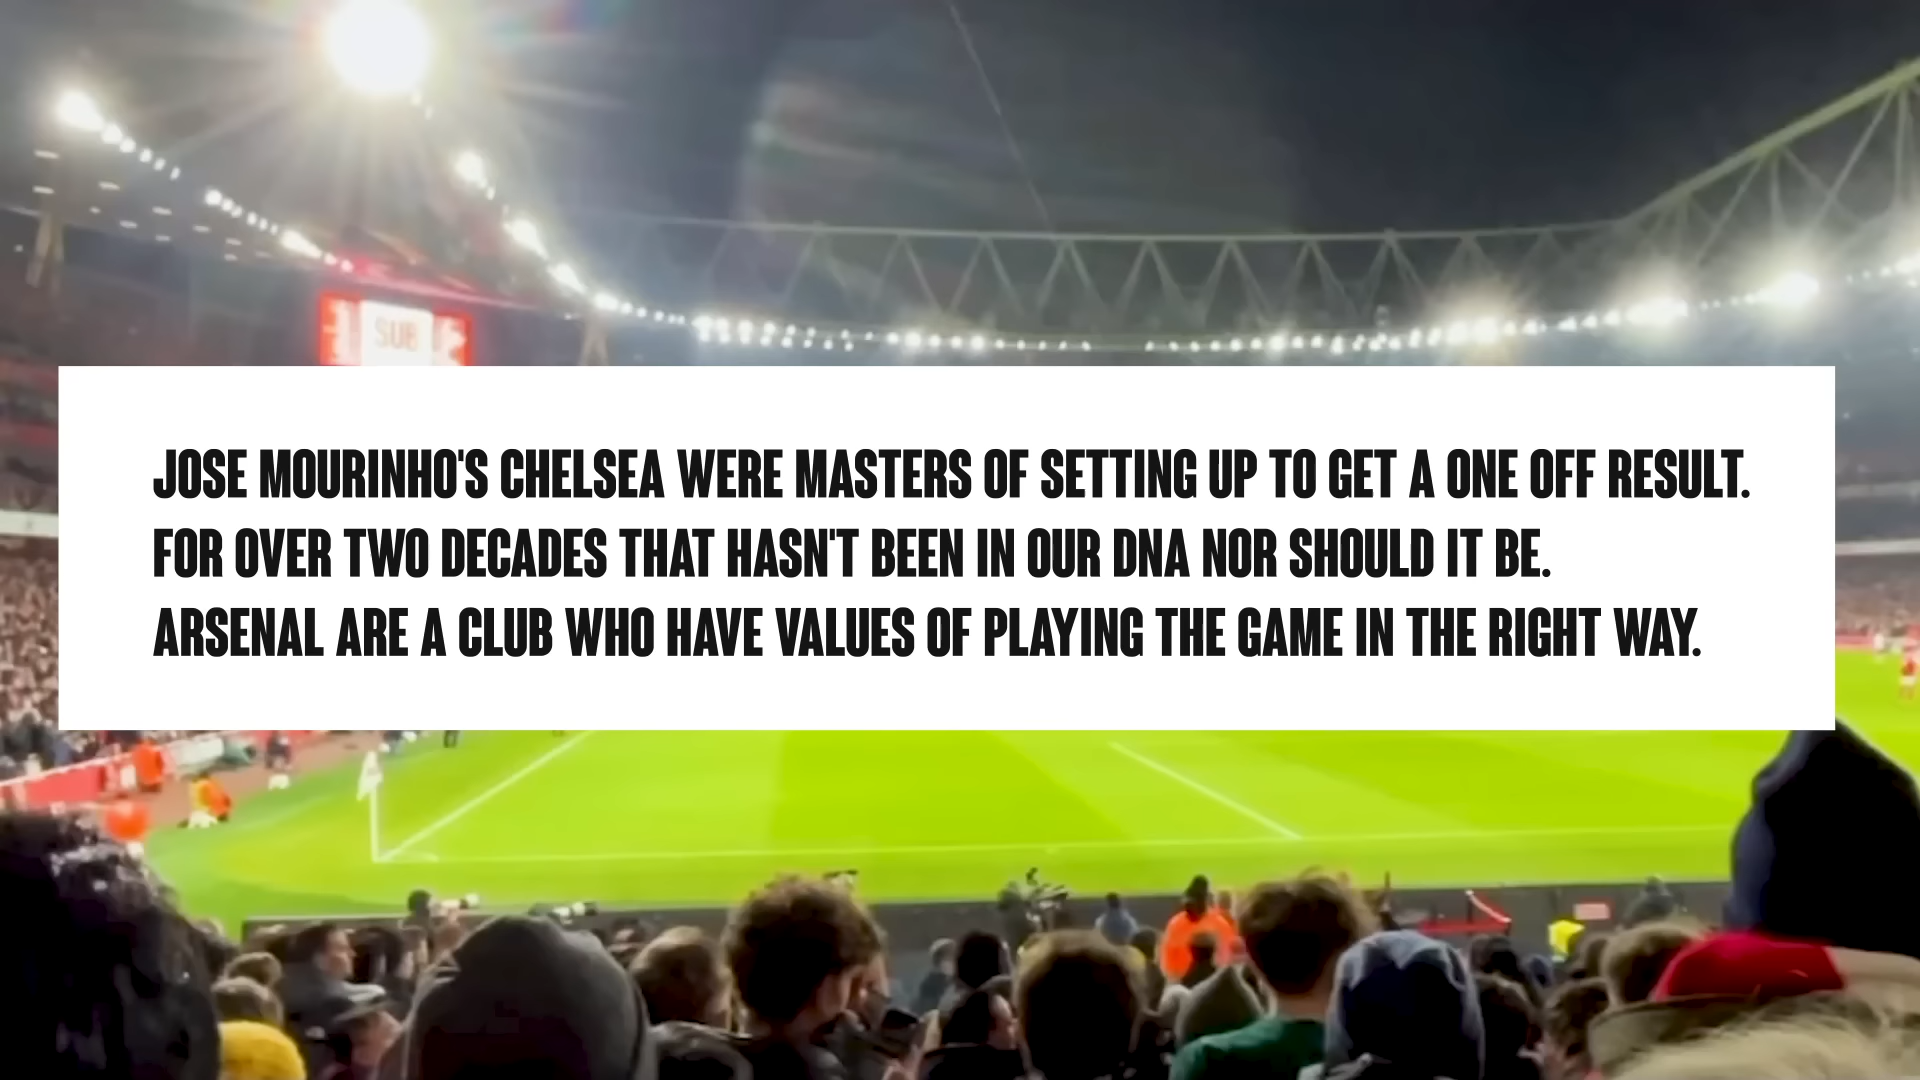 SUB
JOSE MOURINHO'S CHELSEA WERE MASTERS OF SETTING UP TO GET A ONE OFF RESULT.
FOR OVER TWO DECADES THAT HASN'T BEEN IN OUR DNA NOR SHOULD IT BE.
ARSENAL ARE A CLUB WHO HAVE VALUES OF PLAYING THE GAME IN THE RIGHT WAY.